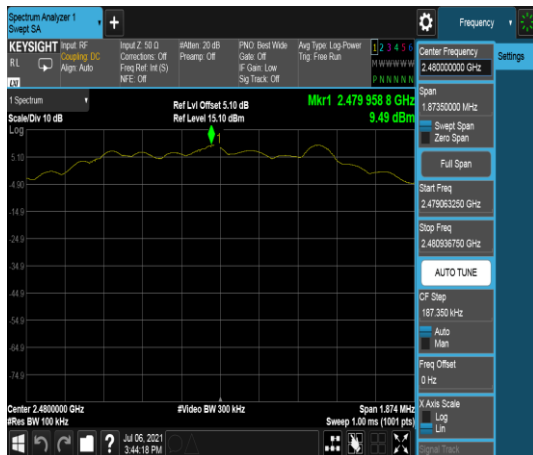 Spectrum Analyzer 1
Swept SA
+
Frequency
KEYSIGHT
RL
LXI
Input: RF
Coupling: DC
Align: Auto
Input Z: 50 Ω
Corrections: Off
Freq Ref: Int (S)
NFE: Off
#Atten: 20 dB
Preamp: Off
PNO: Best Wide
Gate: Off
IF Gain: Low
Sig Track: Off
Avg Type: Log-Power
Trig: Free Run
1 2 3 4 5 6
M W W W W W
P N N N N N
Center Frequency
2.480000000 GHz
Settings
Span
1.87350000 MHz
Swept Span
Zero Span
Full Span
Start Freq
2.479063250 GHz
Stop Freq
2.480936750 GHz
AUTO TUNE
CF Step
187.350 kHz
Auto
Man
Freq Offset
0 Hz
X Axis Scale
Log
Lin
Signal Track
1 Spectrum
Scale/Div 10 dB
Ref Lvl Offset 5.10 dB
Ref Level 15.10 dBm
Mkr1 2.479 958 8 GHz
9.49 dBm
Log
1
5.10
-4.90
-14.9
-24.9
-34.9
-44.9
-54.9
-64.9
-74.9
Center 2.4800000 GHz
#Res BW 100 kHz
#Video BW 300 kHz
Span 1.874 MHz
Sweep 1.00 ms (1001 pts)
?
Jul 06, 2021
3:44:18 PM